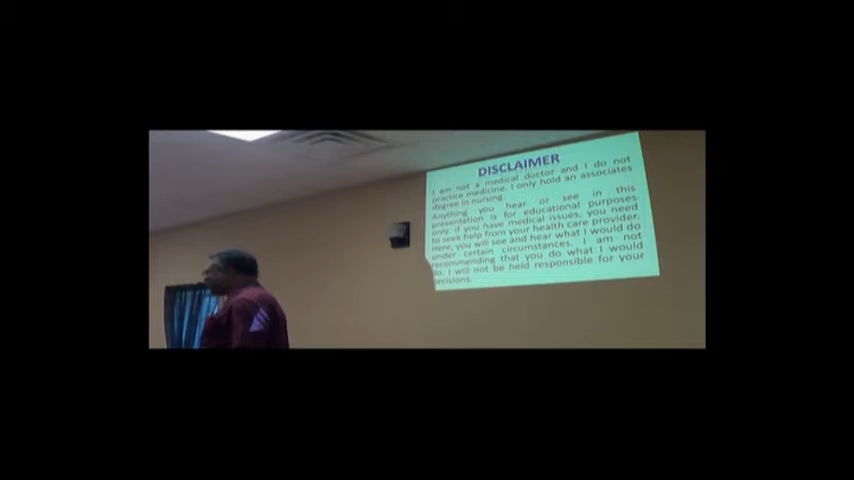 DISCLAIMER
I am not a medical doctor and I do not
practice medicine. I only hold an associates
degree in nursing.
Anything you hear or see in this
presentation is for educational purposes
only. If you have medical issues, you need
to seek help from your health care provider.
Here, you will see and hear what I would do
under certain circumstances. I am not
recommending that you do what I would
do. I will not be held responsible for your
decisions.